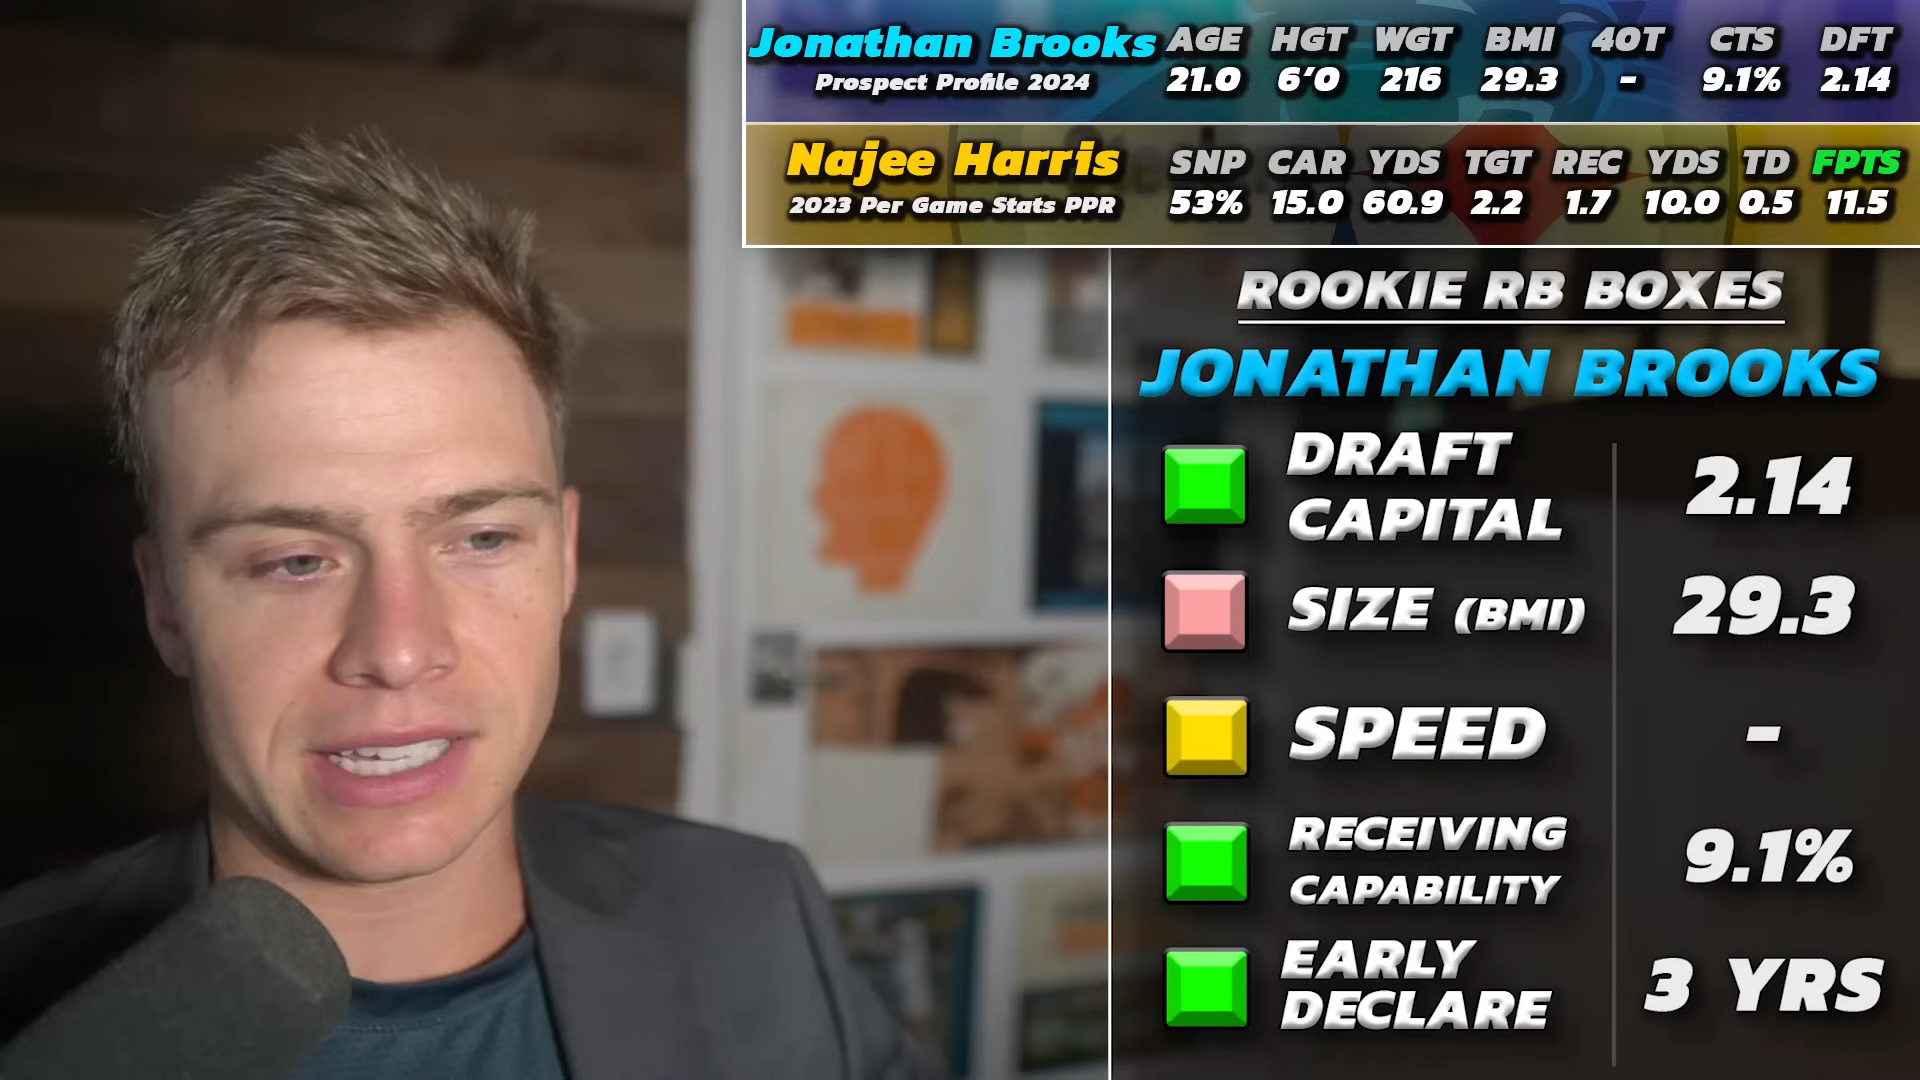 Jonathan Brooks AGE HGT WGT BMI 40T CTS DFT
Prospect Profile 2024 21.0 6'0 216 29.3 - 9.1% 2.14
Najee Harris SNP CAR YDS TGT REC YDS TD FPTS
2023 Per Game Stats PPR 53% 15.0 60.9 2.2 1.7 10.0 0.5 11.5
ROOKIE RB BOXES
JONATHAN BROOKS
DRAFT
CAPITAL
2.14
SIZE (BMI) 29.3
SPEED -
RECEIVING
CAPABILITY
9.1%
EARLY
DECLARE
3 YRS